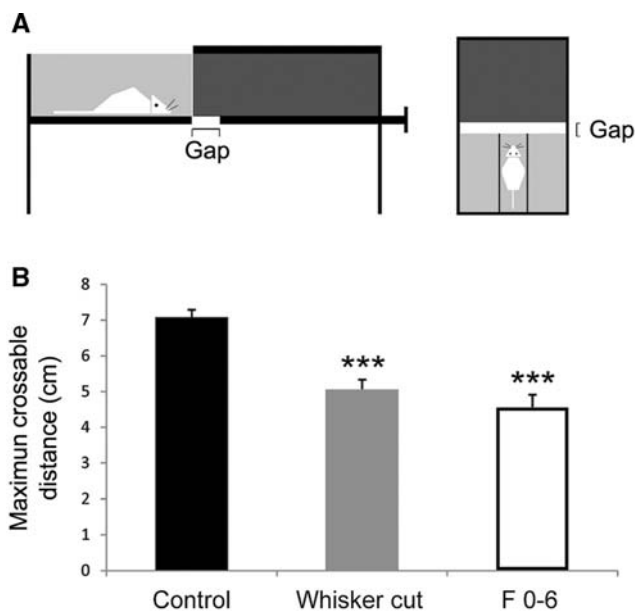 A
Gap
Gap
B
Maximun crossable
distance (cm)
8
7
6
5
4
3
2
1
0
***
***
Control Whisker cut F 0-6